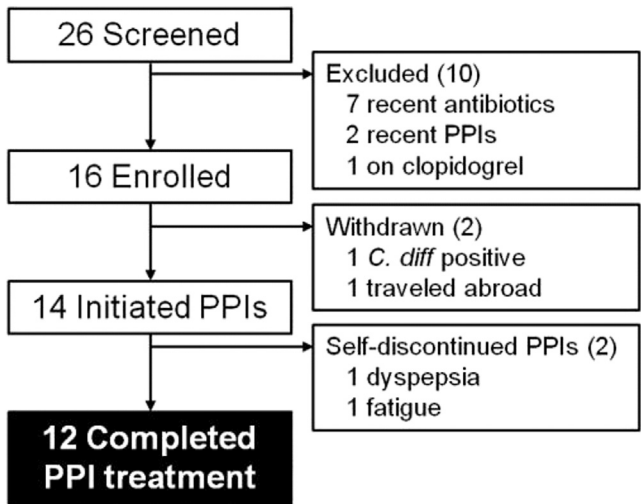 26 Screened
Excluded (10)
7 recent antibiotics
2 recent PPIs
1 on clopidogrel
16 Enrolled
Withdrawn (2)
1 C. diff positive
1 traveled abroad
14 Initiated PPIs
Self-discontinued PPIs (2)
1 dyspepsia
1 fatigue
12 Completed
PPI treatment